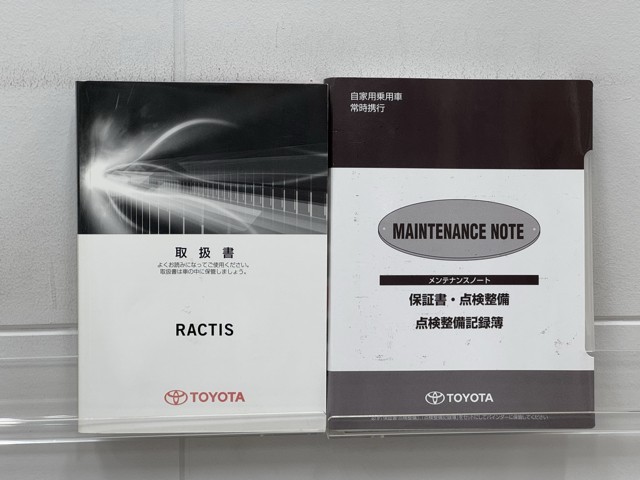 取扱書
よくお読みになってご使用ください。
取扱書は車の中に保管しましょう。
RACTIS
TOYOTA
自家用乗用車
常時携行
MAINTENANCE NOTE
メンテナンスノート
保証書・点検整備
点検整備記録簿
TOYOTA